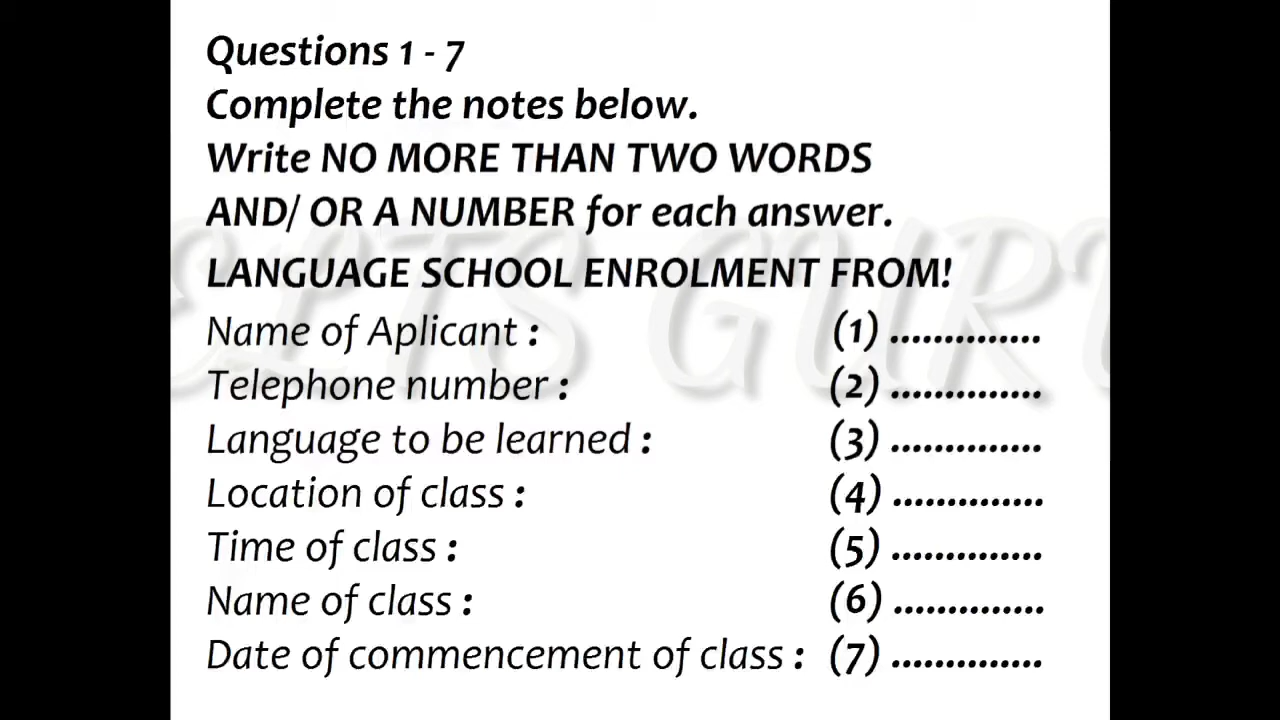 Questions 1 - 7
Complete the notes below.
Write NO MORE THAN TWO WORDS
AND/ OR A NUMBER for each answer.
LANGUAGE SCHOOL ENROLMENT FROM!
Name of Aplicant : (1) ..............
Telephone number : (2) ..............
Language to be learned : (3) ..............
Location of class : (4) ..............
Time of class : (5) ..............
Name of class : (6) ..............
Date of commencement of class : (7) ..............
IELTS GURU